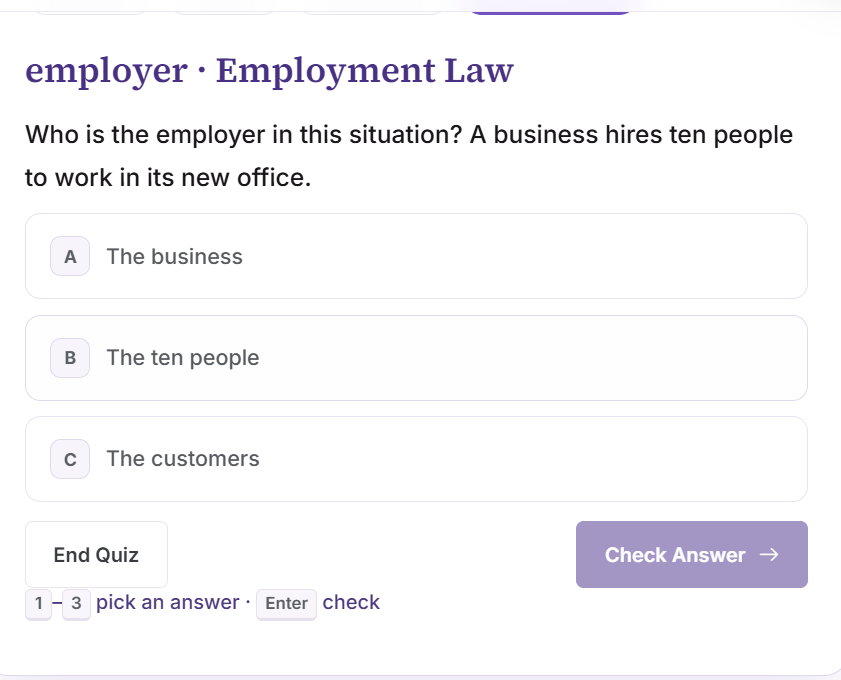 employer · Employment Law
Who is the employer in this situation? A business hires ten people
to work in its new office.
A The business
B The ten people
C The customers
End Quiz
Check Answer →
1–3 pick an answer · Enter check